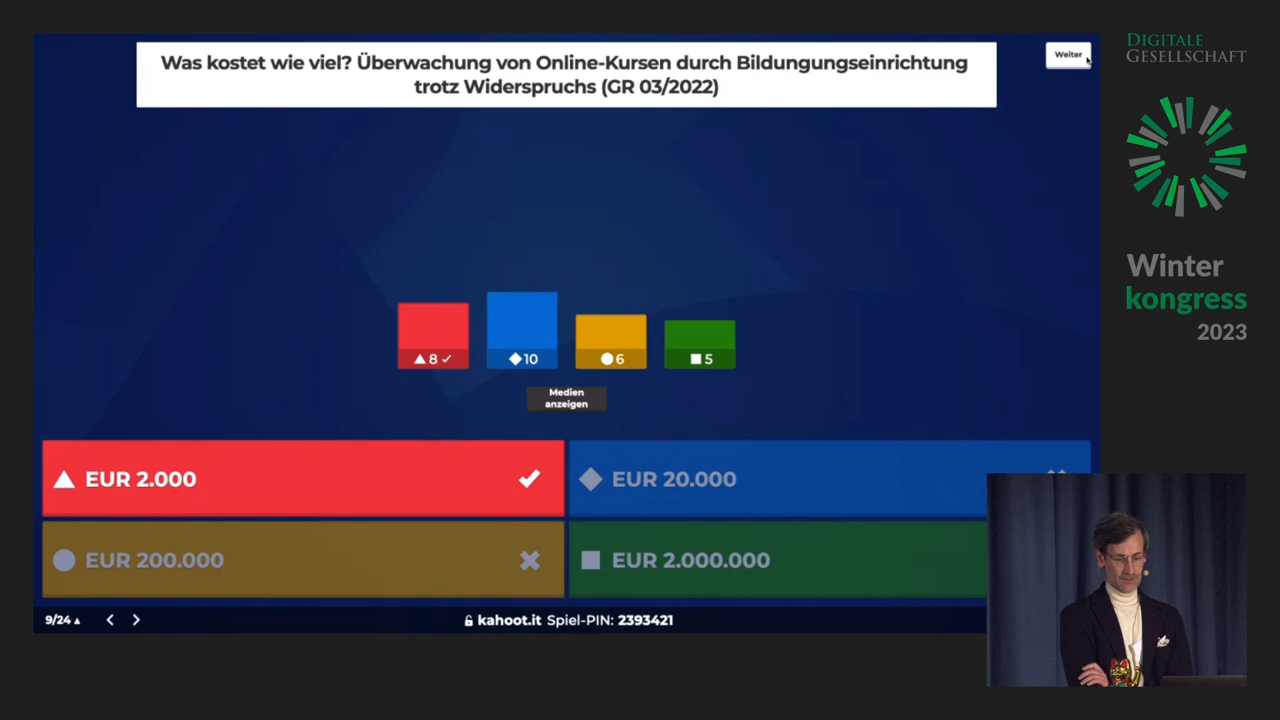 Was kostet wie viel? Überwachung von Online-Kursen durch Bildungungseinrichtung
trotz Widerspruchs (GR 03/2022)
Weiter
DIGITALE
GESELLSCHAFT
Winter
kongress
2023
8
10
6
5
Medien
anzeigen
EUR 2.000
EUR 20.000
EUR 200.000
EUR 2.000.000
9/24
kahoot.it Spiel-PIN: 2393421